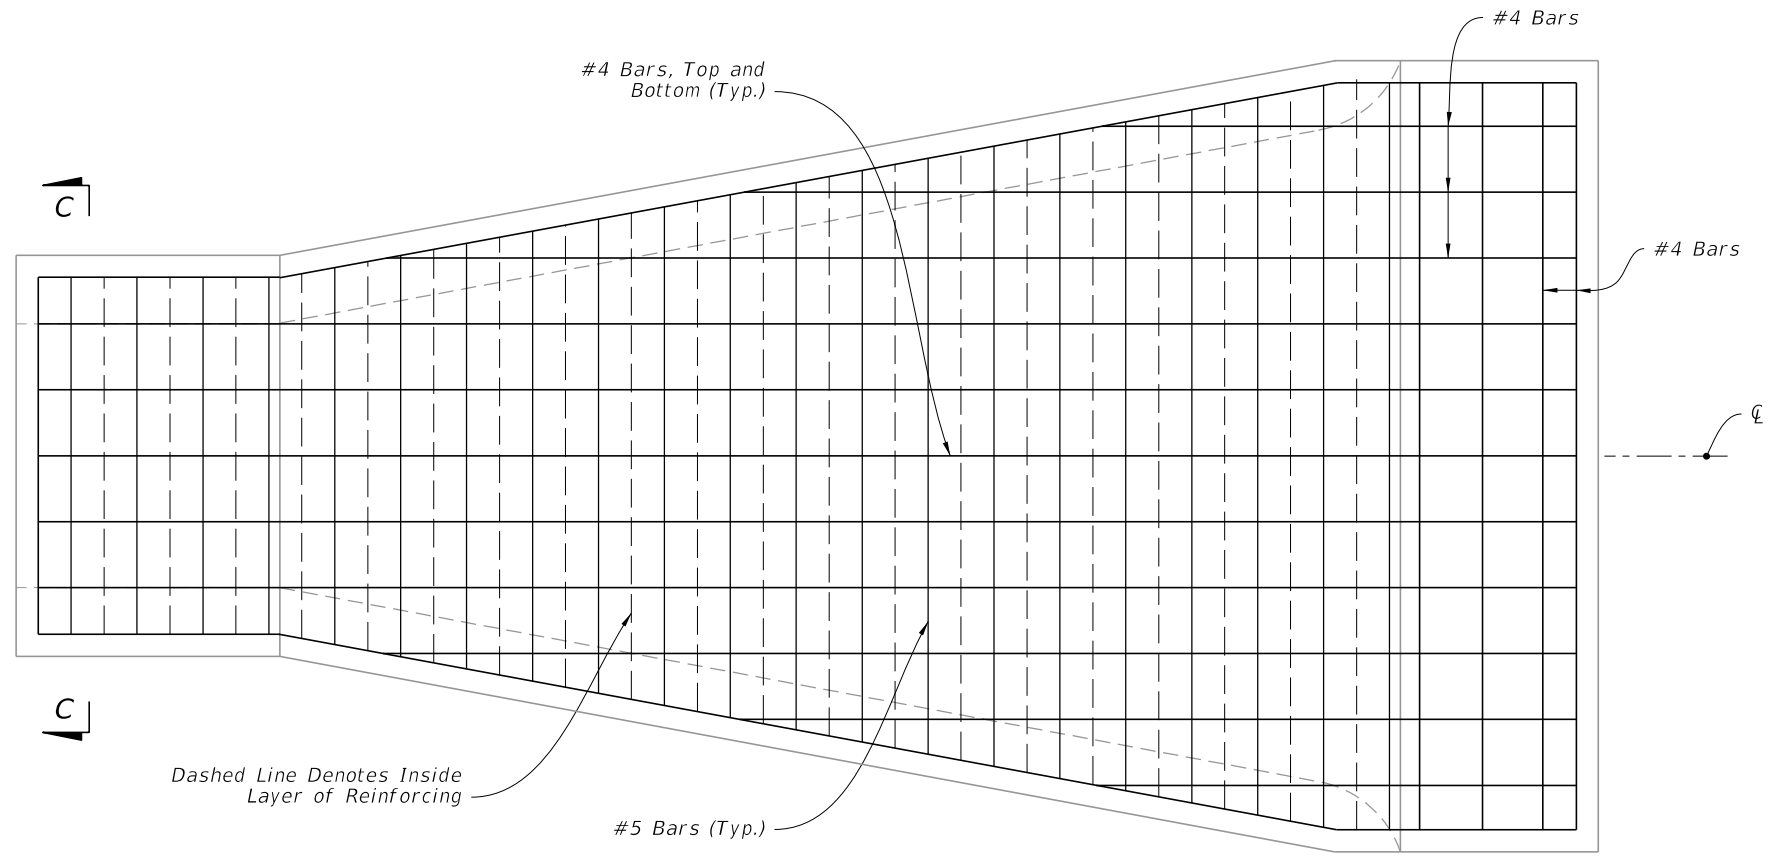 #4 Bars
#4 Bars, Top and
Bottom (Typ.)
C
#4 Bars
℄
C
Dashed Line Denotes Inside
Layer of Reinforcing
#5 Bars (Typ.)